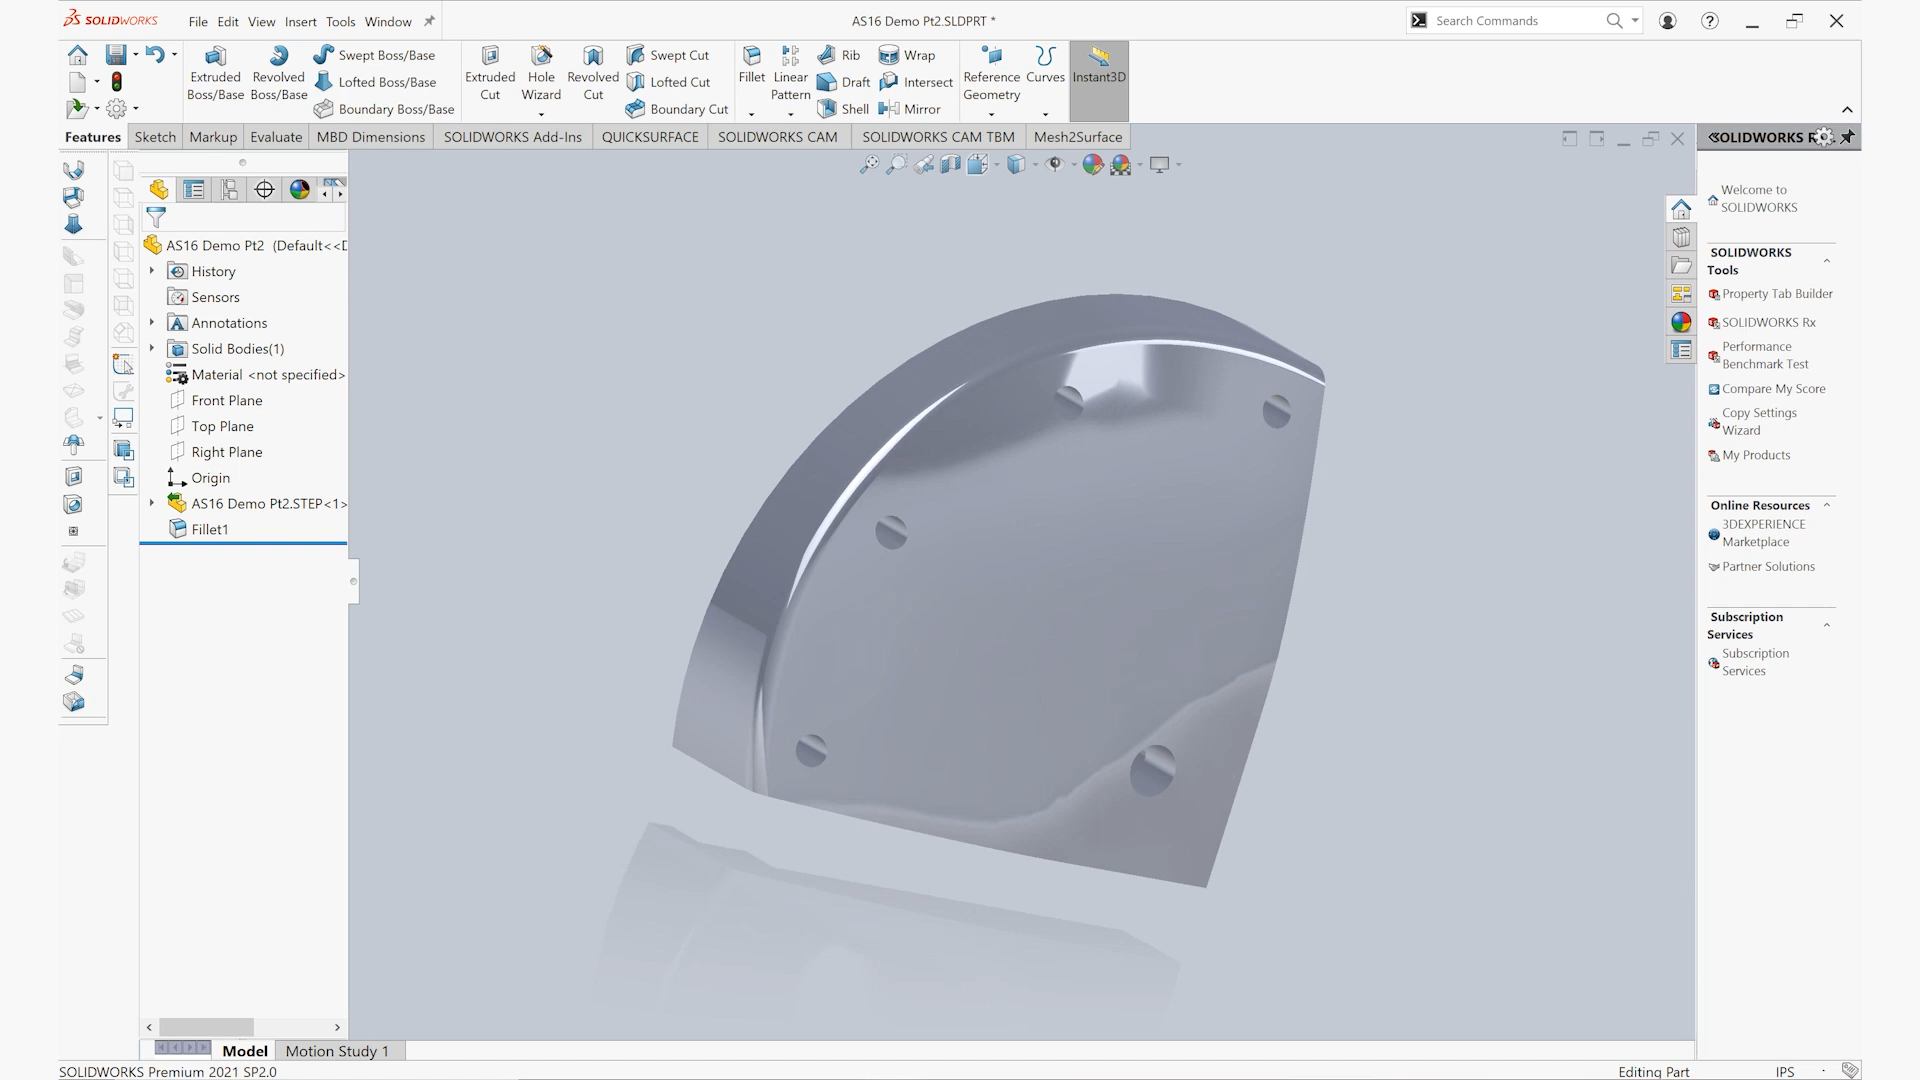 SOLIDWORKS
File Edit View Insert Tools Window
AS16 Demo Pt2.SLDPRT *
Search Commands
Extruded Boss/Base
Revolved Boss/Base
Swept Boss/Base
Lofted Boss/Base
Boundary Boss/Base
Extruded Cut
Hole Wizard
Revolved Cut
Swept Cut
Lofted Cut
Boundary Cut
Fillet
Linear Pattern
Rib
Draft
Shell
Wrap
Intersect
Mirror
Reference Geometry
Curves
Instant3D
Features Sketch Markup Evaluate MBD Dimensions SOLIDWORKS Add-Ins QUICKSURFACE SOLIDWORKS CAM SOLIDWORKS CAM TBM Mesh2Surface
AS16 Demo Pt2 (Default<<D
History
Sensors
Annotations
Solid Bodies(1)
Material <not specified>
Front Plane
Top Plane
Right Plane
Origin
AS16 Demo Pt2.STEP<1>
Fillet1
SOLIDWORKS R
Welcome to
SOLIDWORKS
SOLIDWORKS
Tools
Property Tab Builder
SOLIDWORKS Rx
Performance
Benchmark Test
Compare My Score
Copy Settings
Wizard
My Products
Online Resources
3DEXPERIENCE
Marketplace
Partner Solutions
Subscription
Services
Subscription
Services
Model Motion Study 1
SOLIDWORKS Premium 2021 SP2.0
Editing Part
IPS